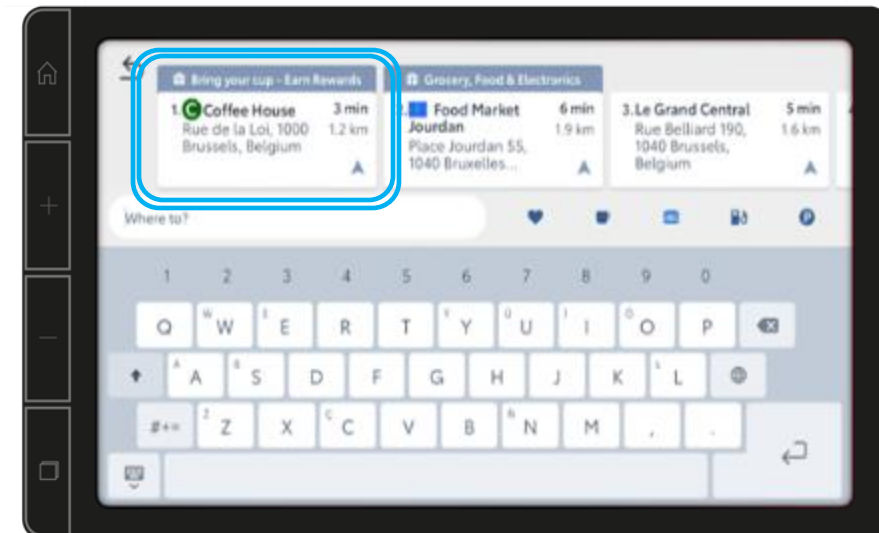 Bring your cup - Earn Rewards
Grocery, Food & Electronics
1. C Coffee House 3 min
Rue de la Loi, 1000 1.2 km
Brussels, Belgium
2. Food Market 6 min
Jourdan 1.9 km
Place Jourdan 55,
1040 Bruxelles...
3. Le Grand Central 5 min
Rue Belliard 190, 1.6 km
1040 Brussels,
Belgium
Where to?
P
1 2 3 4 5 6 7 8 9 0
Q W E R T Y U I O P
A S D F G H J K L
#+= Z X C V B N M , .